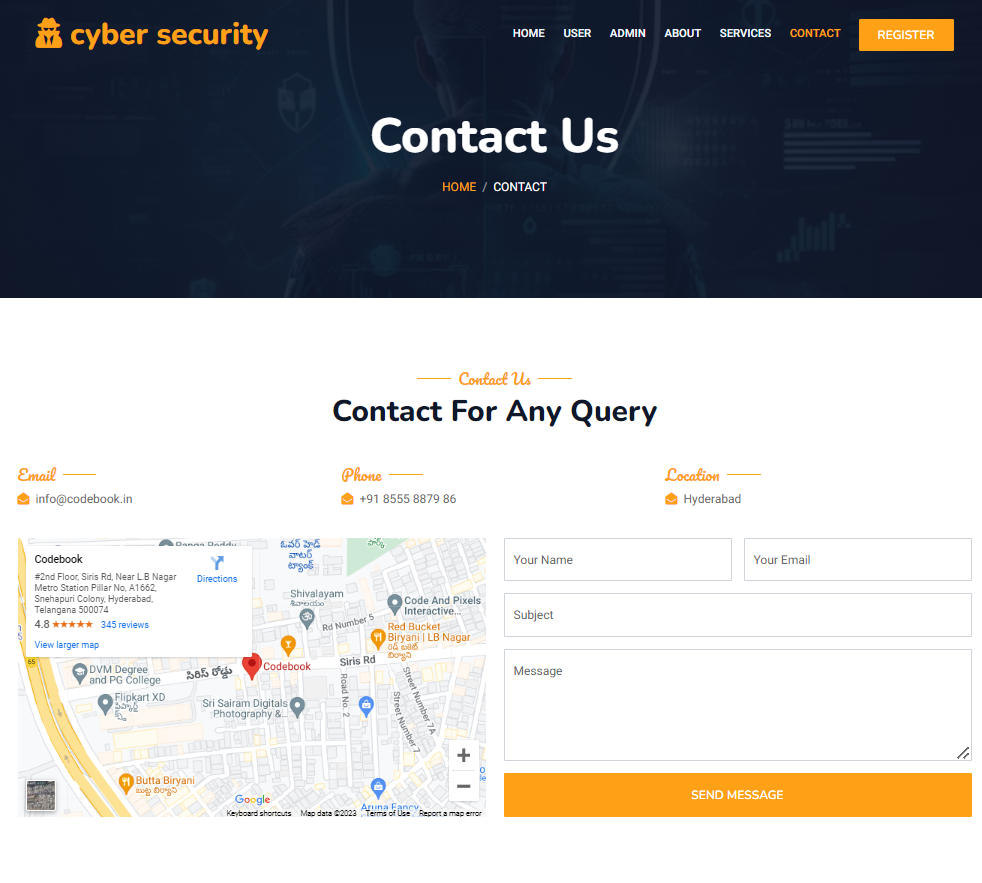 cyber security
HOME USER ADMIN ABOUT SERVICES CONTACT REGISTER
Contact Us
HOME / CONTACT
Contact Us
Contact For Any Query
Email
info@codebook.in
Phone
+91 8555 8879 86
Location
Hyderabad
Codebook
#2nd Floor, Siris Rd, Near L.B Nagar
Metro Station Pillar No, A1662,
Snehapuri Colony, Hyderabad,
Telangana 500074
4.8 ★★★★★ 345 reviews
View larger map
Directions
ఓవర్ హెడ్
వాటర్
ట్యాంక్
Shivalayam
శివాలయం
Code And Pixels
Interactive...
Rd Number 5
Red Bucket
Biryani | LB Nagar
రెడ్ బకెట్
బిర్యానీ
65
DVM Degree
and PG College
సిరిస్ రోడ్డు
Codebook
Siris Rd
Flipkart XD
Sri Sairam Digitals
Photography &...
Road No. 2
Street Number 7A
Street Number 7
Butta Biryani
బుట్ట బిర్యానీ
Aruna Fancy
Google
Keyboard shortcuts Map data ©2023 Terms of Use Report a map error
Your Name
Your Email
Subject
Message
SEND MESSAGE